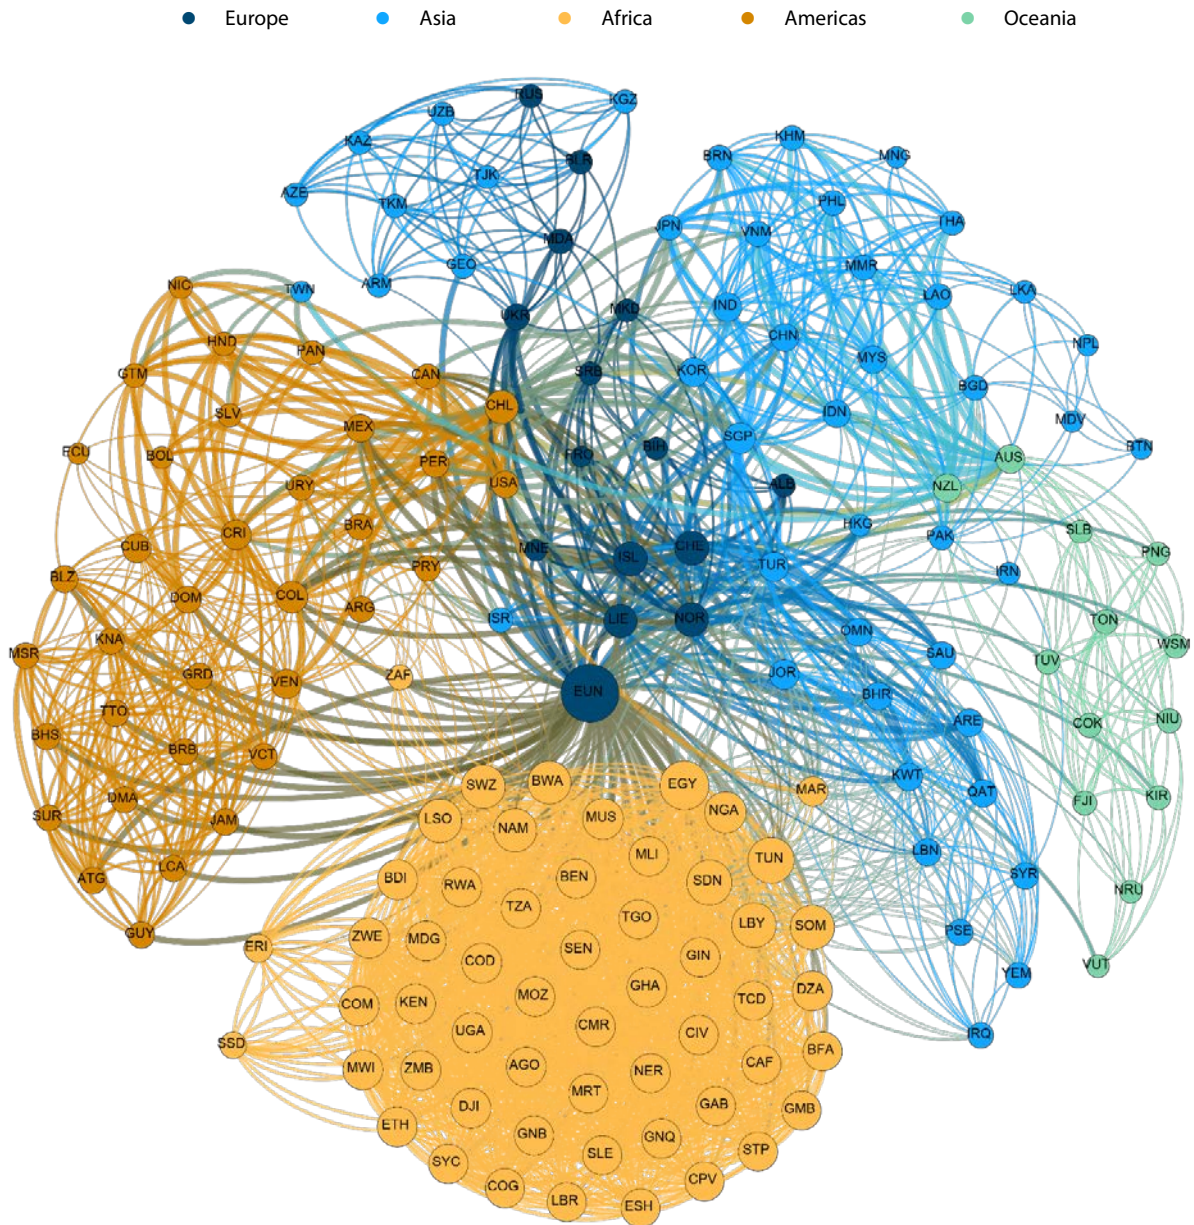 Europe Asia Africa Americas Oceania
RUS KGZ
UZB
KAZ KHM
BLR BRN MNG
TJK
AZE TKM PHL
JPN VNM THA
MDA
GEO MMR
NIC TWN ARM LAO LKA
UKR MKD IND
HND CHN NPL
PAN MYS
GTM CAN SRB KOR
BGD
SLV CHL IDN MDV
MEX SGP
ECU BOL PER FRO BIH AUS BTN
URY USA ALB NZL
CRI BRA HKG SLB
CUB MNE ISL CHE PAK PNG
BLZ PRY TUR IRN
DOM COL ARG
ISR LIE NOR OMN TON
KNA WSM
MSR GRD ZAF JOR SAU TUV
VEN EUN BHR
TTO ARE COK NIU
BHS BRB VCT
SWZ BWA EGY KWT
DMA MAR QAT FJI KIR
SUR JAM LSO NAM MUS NGA
LCA MLI TUN LBN
ATG BDI RWA BEN SDN SYR NRU
TZA TGO
GUY ERI ZWE MDG SEN LBY SOM PSE
COD GIN VUT
COM KEN MOZ GHA TCD DZA YEM
SSD UGA CMR CIV IRQ
MWI ZMB AGO NER CAF BFA
MRT
ETH DJI GAB GMB
GNB GNQ
SYC SLE STP
COG LBR ESH CPV